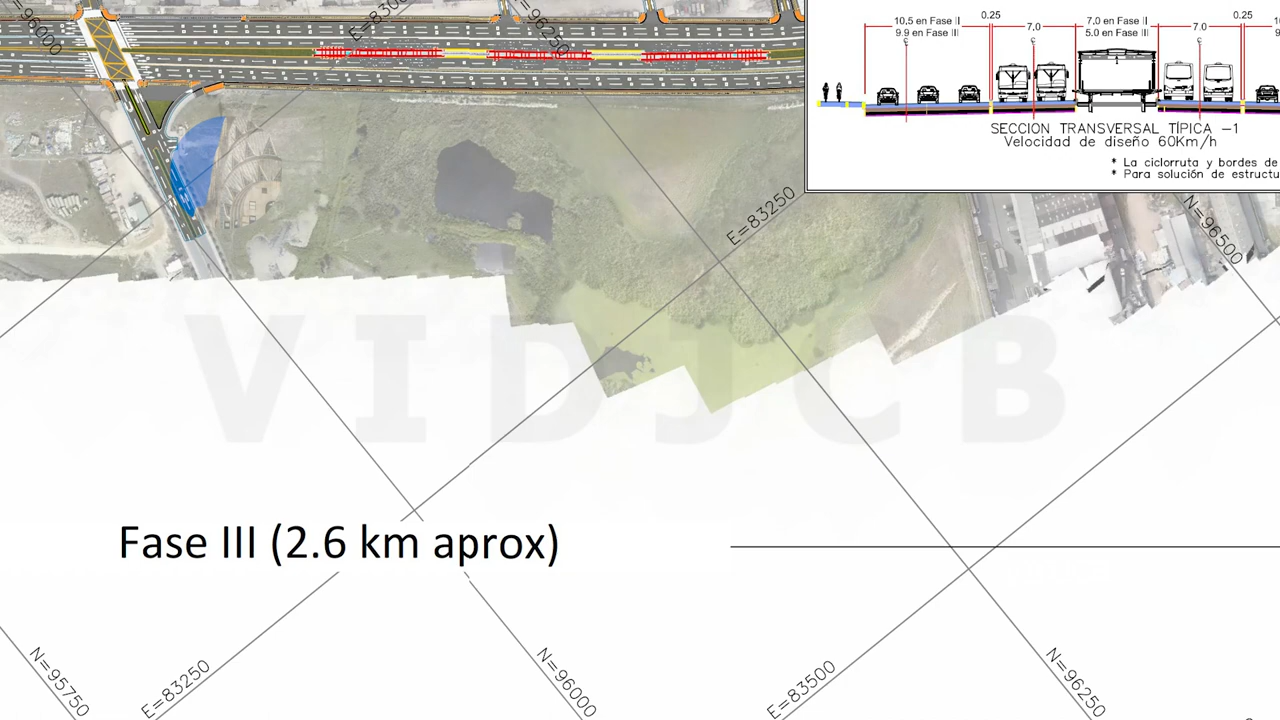 N=96000
E=8300
N=96250
10,5 en Fase II
9.9 en Fase III
0.25
7,0
7,0 en Fase II
5.0 en Fase III
7.0
0.25
SECCION TRANSVERSAL TÍPICA -1
Velocidad de diseño 60Km/h
* La ciclorruta y bordes de
* Para solución de estructu
E=83250
N=96500
VIDJCB
Fase III (2.6 km aprox)
N=95750
E=83250
N=96000
E=83500
N=96250